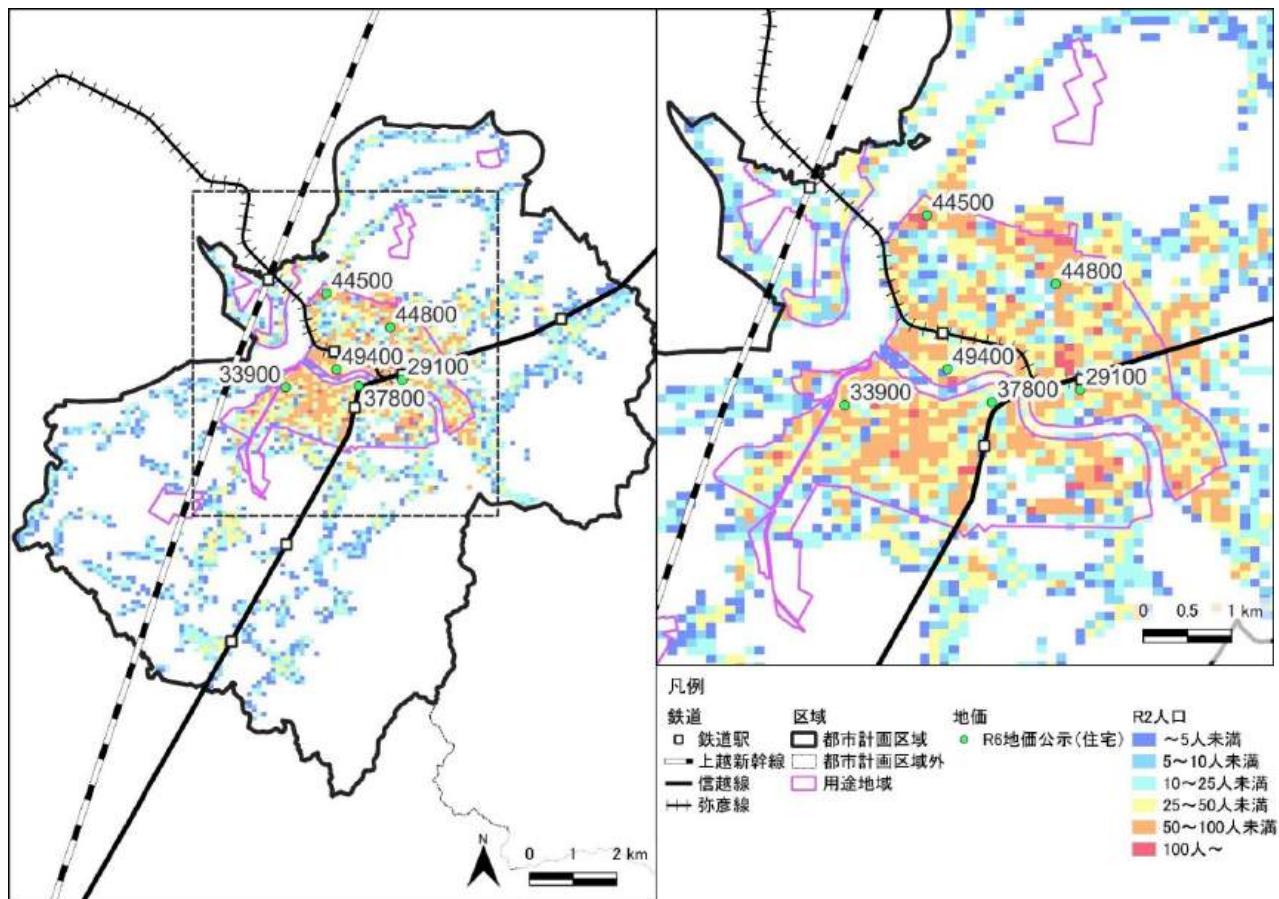 44500
44800
49400
33900
29100
37800
N
0 1 2 km
44500
44800
49400
29100
33900
37800
0 0.5 1 km
凡例
鉄道 区域 地価 R2人口
鉄道駅 都市計画区域 R6地価公示(住宅) ～5人未満
上越新幹線 都市計画区域外 5～10人未満
信越線 用途地域 10～25人未満
弥彦線 25～50人未満
50～100人未満
100人～